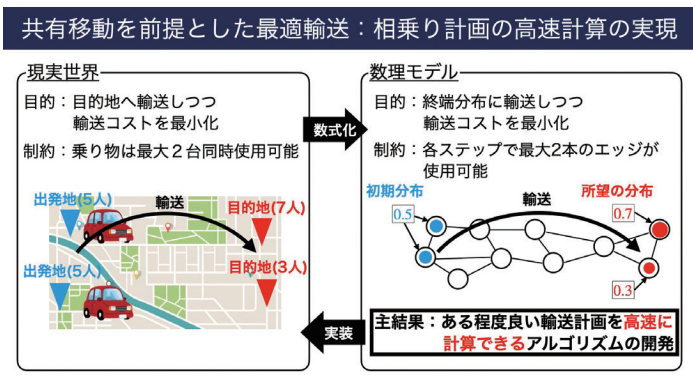 共有移動を前提とした最適輸送：相乗り計画の高速計算の実現
現実世界
目的：目的地へ輸送しつつ
輸送コストを最小化
制約：乗り物は最大２台同時使用可能
出発地(5人)
輸送
目的地(7人)
出発地(5人)
目的地(3人)
数式化
実装
数理モデル
目的：終端分布に輸送しつつ
輸送コストを最小化
制約：各ステップで最大2本のエッジが
使用可能
初期分布
輸送
所望の分布
0.5
0.7
0.3
主結果：ある程度良い輸送計画を高速に
計算できるアルゴリズムの開発